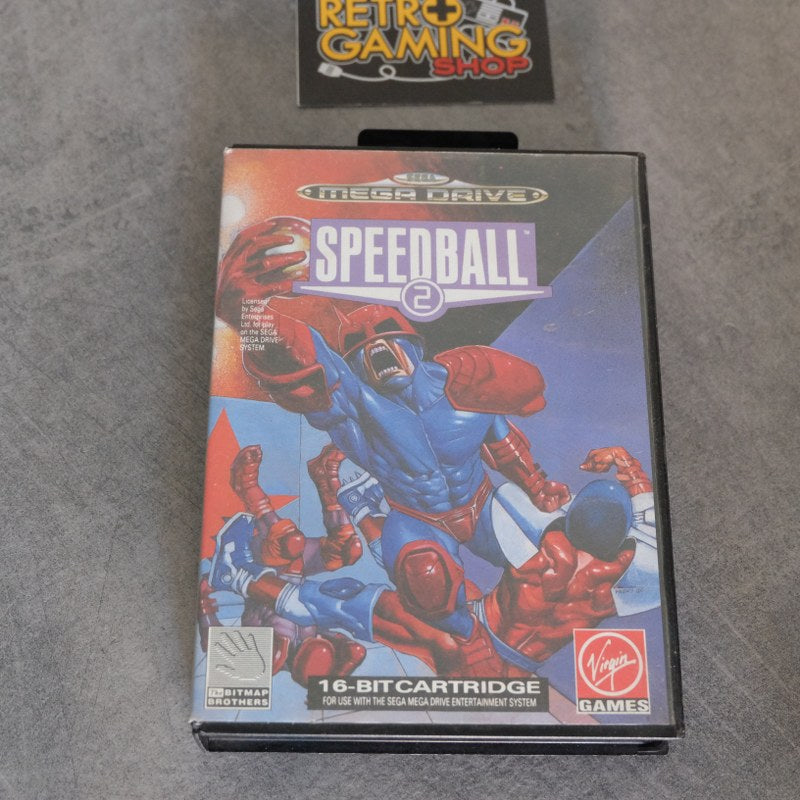 RETRO
GAMING
SHOP
SEGA
MEGA DRIVE
SPEEDBALL™
2
Licensed
by Sega
Enterprises
Ltd. for play
on the SEGA
MEGA DRIVE
SYSTEM.
The BITMAP
BROTHERS
16-BIT CARTRIDGE
FOR USE WITH THE SEGA MEGA DRIVE ENTERTAINMENT SYSTEM
Virgin
GAMES